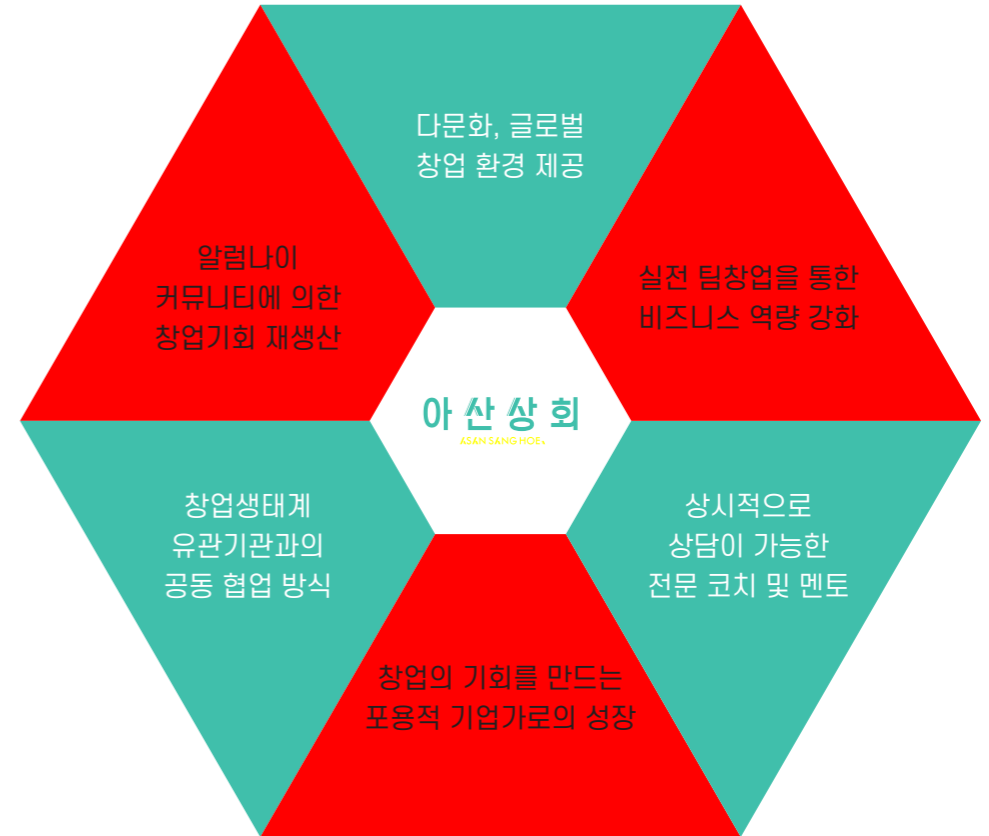 다문화, 글로벌
창업 환경 제공
알럼나이
커뮤니티에 의한
창업기회 재생산
실전 팀창업을 통한
비즈니스 역량 강화
아산상회
ASAN SANG HOE.
창업생태계
유관기관과의
공동 협업 방식
상시적으로
상담이 가능한
전문 코치 및 멘토
창업의 기회를 만드는
포용적 기업가로의 성장